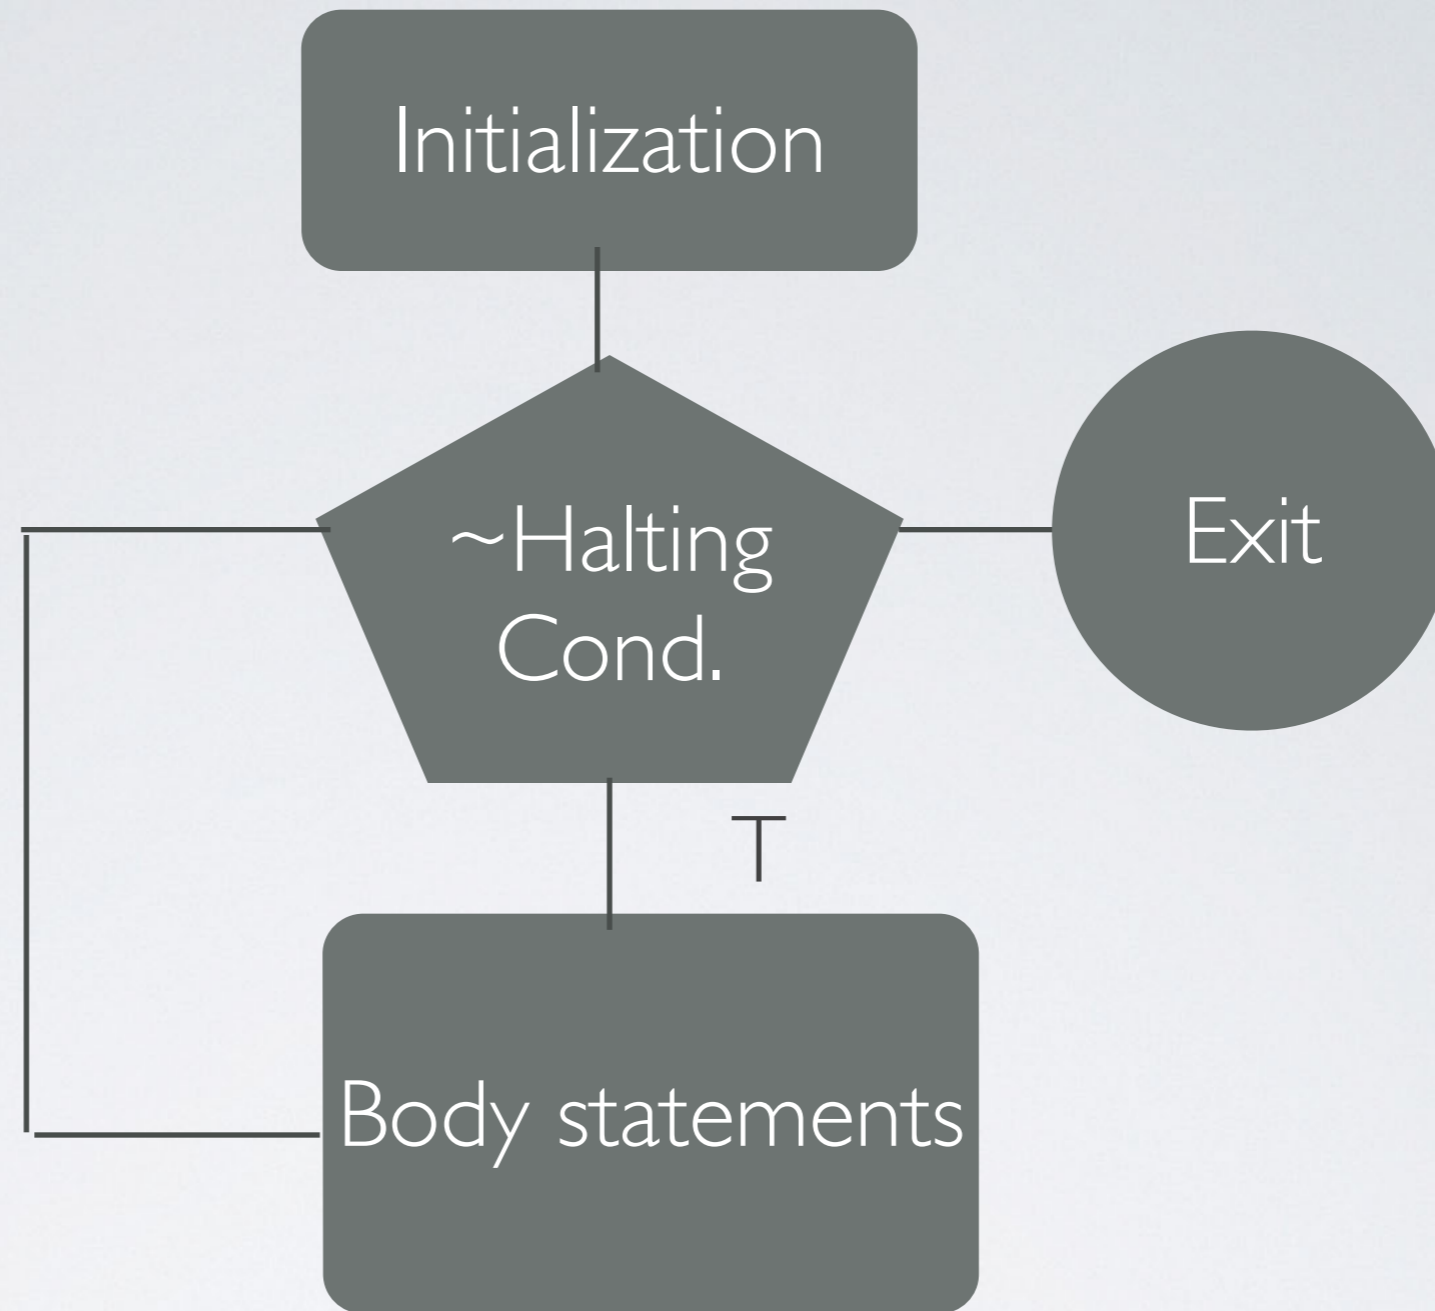 Initialization
~Halting
Cond.
Exit
T
Body statements